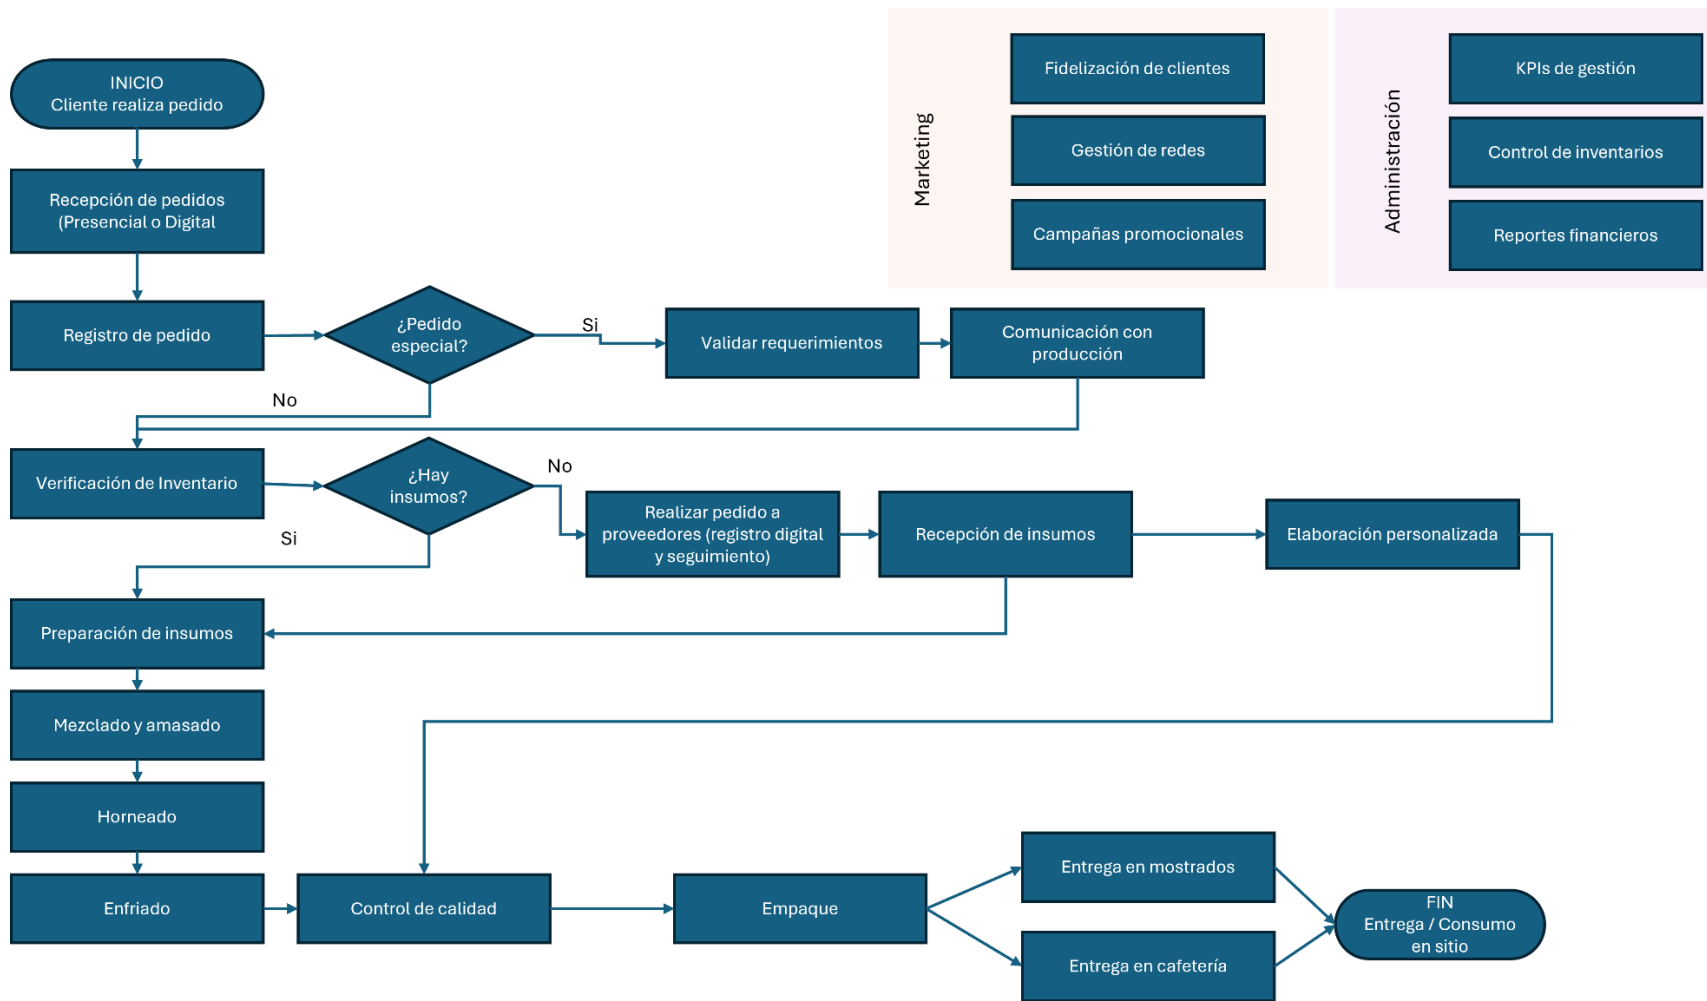 INICIO
Cliente realiza pedido
Recepción de pedidos
(Presencial o Digital
Marketing
Fidelización de clientes
Gestión de redes
Campañas promocionales
Administración
KPIs de gestión
Control de inventarios
Reportes financieros
Registro de pedido
¿Pedido
especial?
Si
Validar requerimientos
Comunicación con
producción
No
Verificación de Inventario
¿Hay
insumos?
No
Realizar pedido a
proveedores (registro digital
y seguimiento)
Recepción de insumos
Elaboración personalizada
Si
Preparación de insumos
Mezclado y amasado
Horneado
Enfriado
Control de calidad
Empaque
Entrega en mostrados
Entrega en cafetería
FIN
Entrega / Consumo
en sitio